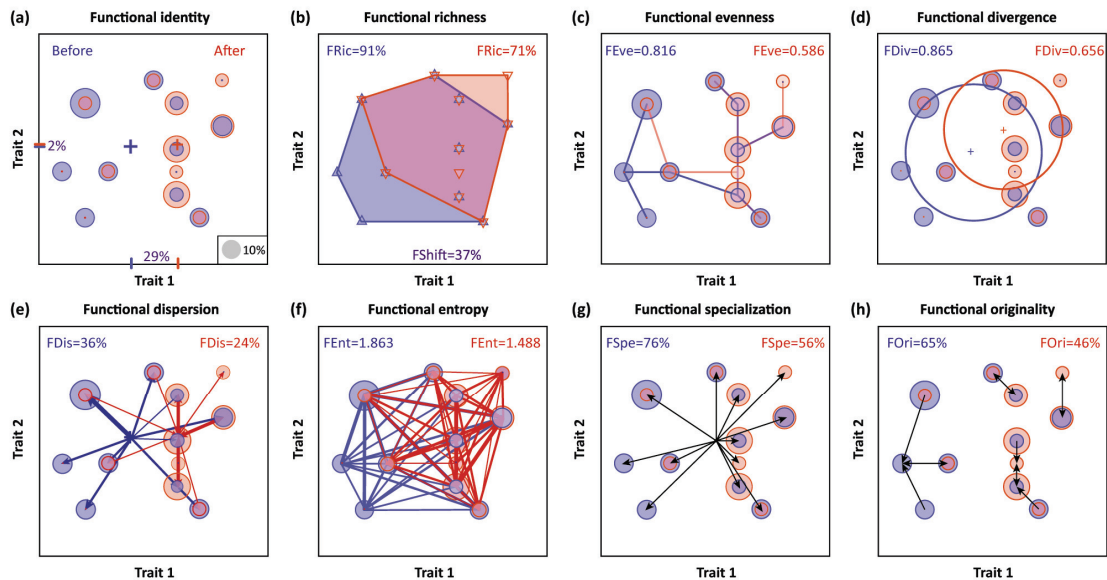 (a) Functional identity
Before
After
2%
29%
10%
Trait 1
Trait 2
(b) Functional richness
FRic=91%
FRic=71%
FShift=37%
Trait 1
Trait 2
(c) Functional evenness
FEve=0.816
FEve=0.586
Trait 1
Trait 2
(d) Functional divergence
FDiv=0.865
FDiv=0.656
Trait 1
Trait 2
(e) Functional dispersion
FDis=36%
FDis=24%
Trait 1
Trait 2
(f) Functional entropy
FEnt=1.863
FEnt=1.488
Trait 1
Trait 2
(g) Functional specialization
FSpe=76%
FSpe=56%
Trait 1
Trait 2
(h) Functional originality
FOri=65%
FOri=46%
Trait 1
Trait 2